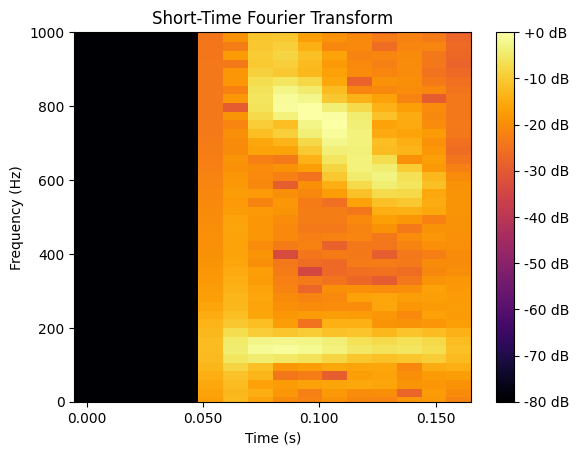 Short-Time Fourier Transform
1000
800
600
400
200
0
Frequency (Hz)
0.000
0.050
0.100
0.150
Time (s)
+0 dB
-10 dB
-20 dB
-30 dB
-40 dB
-50 dB
-60 dB
-70 dB
-80 dB